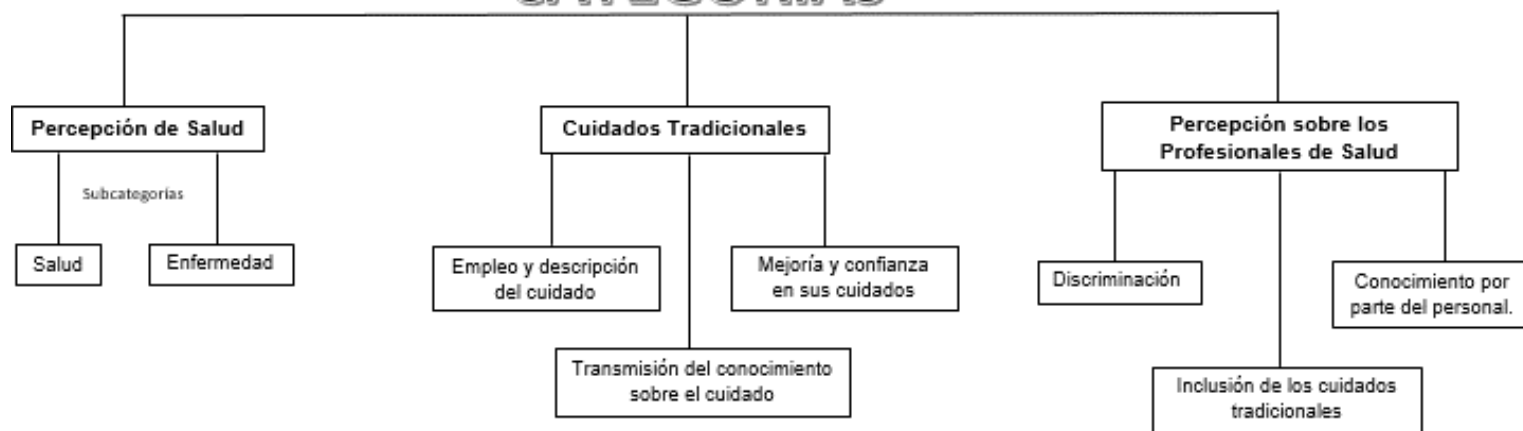 CATEGORIAS
Percepción de Salud
Subcategorías
Salud
Enfermedad
Cuidados Tradicionales
Empleo y descripción
del cuidado
Transmisión del conocimiento
sobre el cuidado
Mejoría y confianza
en sus cuidados
Percepción sobre los
Profesionales de Salud
Discriminación
Inclusión de los cuidados
tradicionales
Conocimiento por
parte del personal.